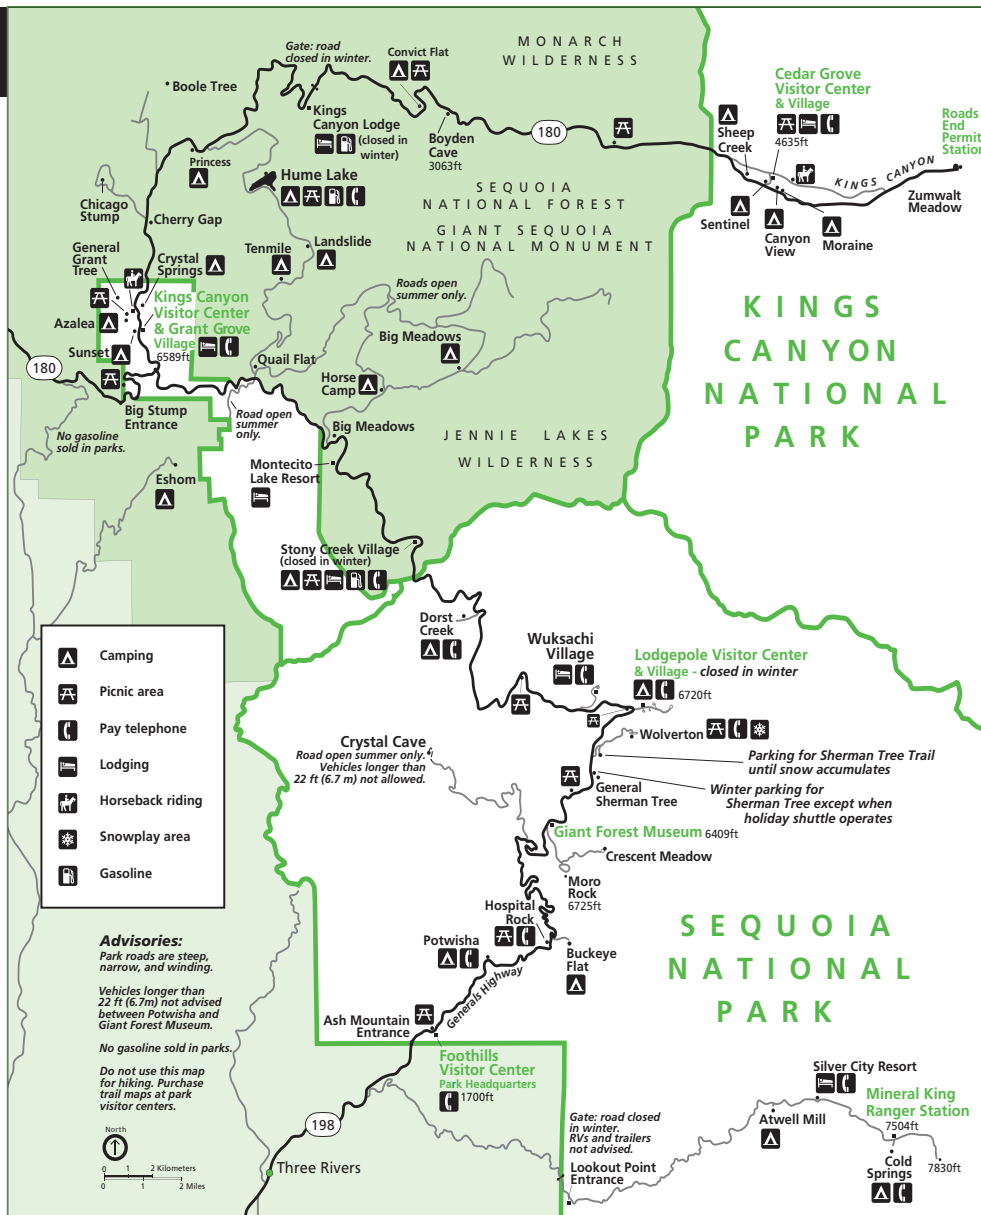 MONARCH
WILDERNESS
Gate: road
closed in winter.
Convict Flat
Cedar Grove
Visitor Center
& Village
4635ft
Roads
End
Permit
Station
Boole Tree
Kings
Canyon Lodge
(closed in
winter)
Boyden
Cave
3063ft
180
Sheep
Creek
KINGS CANYON
Zumwalt
Meadow
Princess
Hume Lake
SEQUOIA
NATIONAL FOREST
GIANT SEQUOIA
NATIONAL MONUMENT
Sentinel
Canyon
View
Moraine
Chicago
Stump
Cherry Gap
General
Grant
Tree
Crystal
Springs
Tenmile
Landslide
Roads open
summer only.
Kings Canyon
Visitor Center
& Grant Grove
Village
6589ft
Azalea
Sunset
KINGS
CANYON
NATIONAL
PARK
Big Meadows
180
Quail Flat
Horse
Camp
Big Stump
Entrance
Road open
summer
only.
Big Meadows
JENNIE LAKES
WILDERNESS
No gasoline
sold in parks.
Eshom
Montecito
Lake Resort
Stony Creek Village
(closed in winter)
Dorst
Creek
Wuksachi
Village
Lodgepole Visitor Center
& Village - closed in winter
6720ft
Camping
Picnic area
Pay telephone
Lodging
Horseback riding
Snowplay area
Gasoline
Wolverton
Crystal Cave
Road open summer only.
Vehicles longer than
22 ft (6.7 m) not allowed.
Parking for Sherman Tree Trail
until snow accumulates
General
Sherman Tree
Winter parking for
Sherman Tree except when
holiday shuttle operates
Giant Forest Museum 6409ft
Crescent Meadow
Moro
Rock
6725ft
Hospital
Rock
SEQUOIA
NATIONAL
PARK
Potwisha
Buckeye
Flat
Generals Highway
Advisories:
Park roads are steep,
narrow, and winding.
Vehicles longer than
22 ft (6.7m) not advised
between Potwisha and
Giant Forest Museum.
No gasoline sold in parks.
Do not use this map
for hiking. Purchase
trail maps at park
visitor centers.
Ash Mountain
Entrance
Foothills
Visitor Center
Park Headquarters
1700ft
Silver City Resort
Mineral King
Ranger Station
7504ft
Atwell Mill
Cold
Springs
7830ft
Gate: road closed
in winter.
RVs and trailers
not advised.
Lookout Point
Entrance
198
Three Rivers
North
0 1 2 Kilometers
0 1 2 Miles